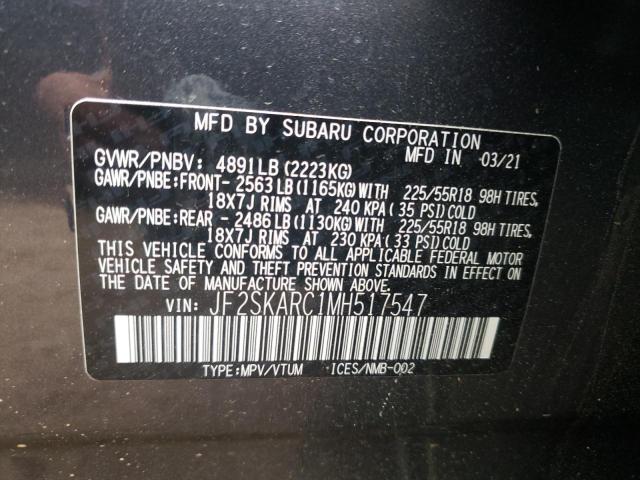 MFD BY SUBARU CORPORATION
GVWR/PNBV: 4891LB (2223KG) MFD IN 03/21
GAWR/PNBE:FRONT- 2563LB(1165KG)WITH 225/55R18 98H TIRES,
18X7J RIMS AT 240 KPA(35 PSI)COLD
GAWR/PNBE:REAR - 2486LB(1130KG)WITH 225/55R18 98H TIRES,
18X7J RIMS AT 230 KPA(33 PSI)COLD
THIS VEHICLE CONFORMS TO ALL APPLICABLE FEDERAL MOTOR
VEHICLE SAFETY AND THEFT PREVENTION STANDARDS IN EFFECT ON
THE DATE OF MANUFACTURE SHOWN ABOVE.
VIN: JF2SKARC1MH517547
TYPE:MPV/VTUM ICES/NMB-002